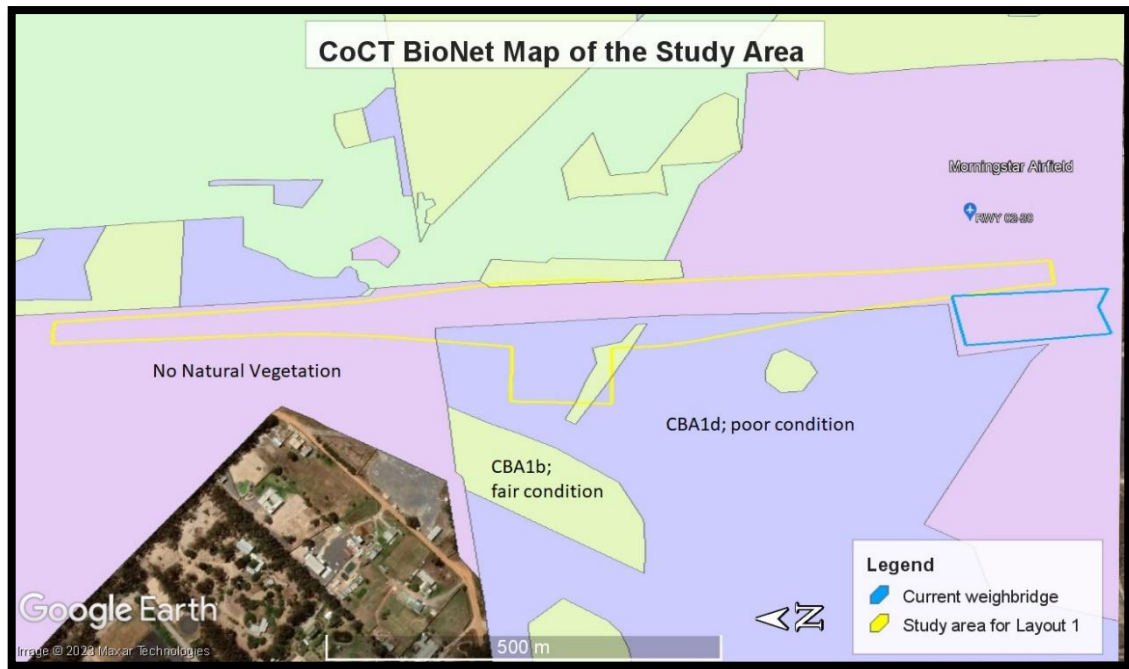 CoCT BioNet Map of the Study Area
Morningstar Airfield
RWY 02-20
No Natural Vegetation
CBA1d; poor condition
CBA1b;
fair condition
Legend
Current weighbridge
Study area for Layout 1
Google Earth
Image © 2023 Maxar Technologies
500 m
N